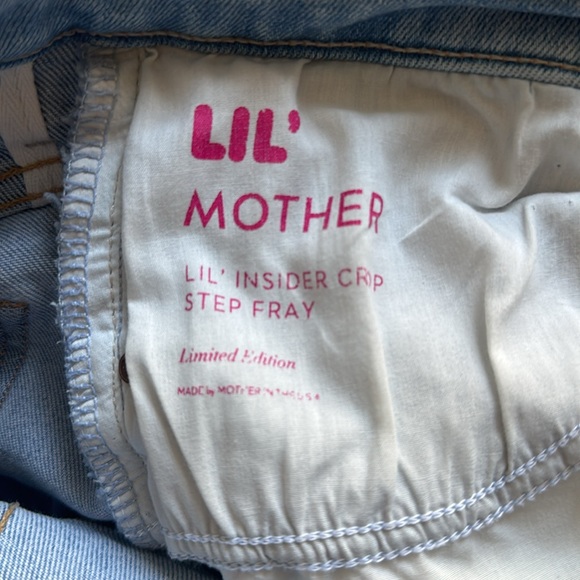 LIL'
MOTHER
LIL' INSIDER CROP
STEP FRAY
Limited Edition
MADE by MOTHER IN THE U.S.A